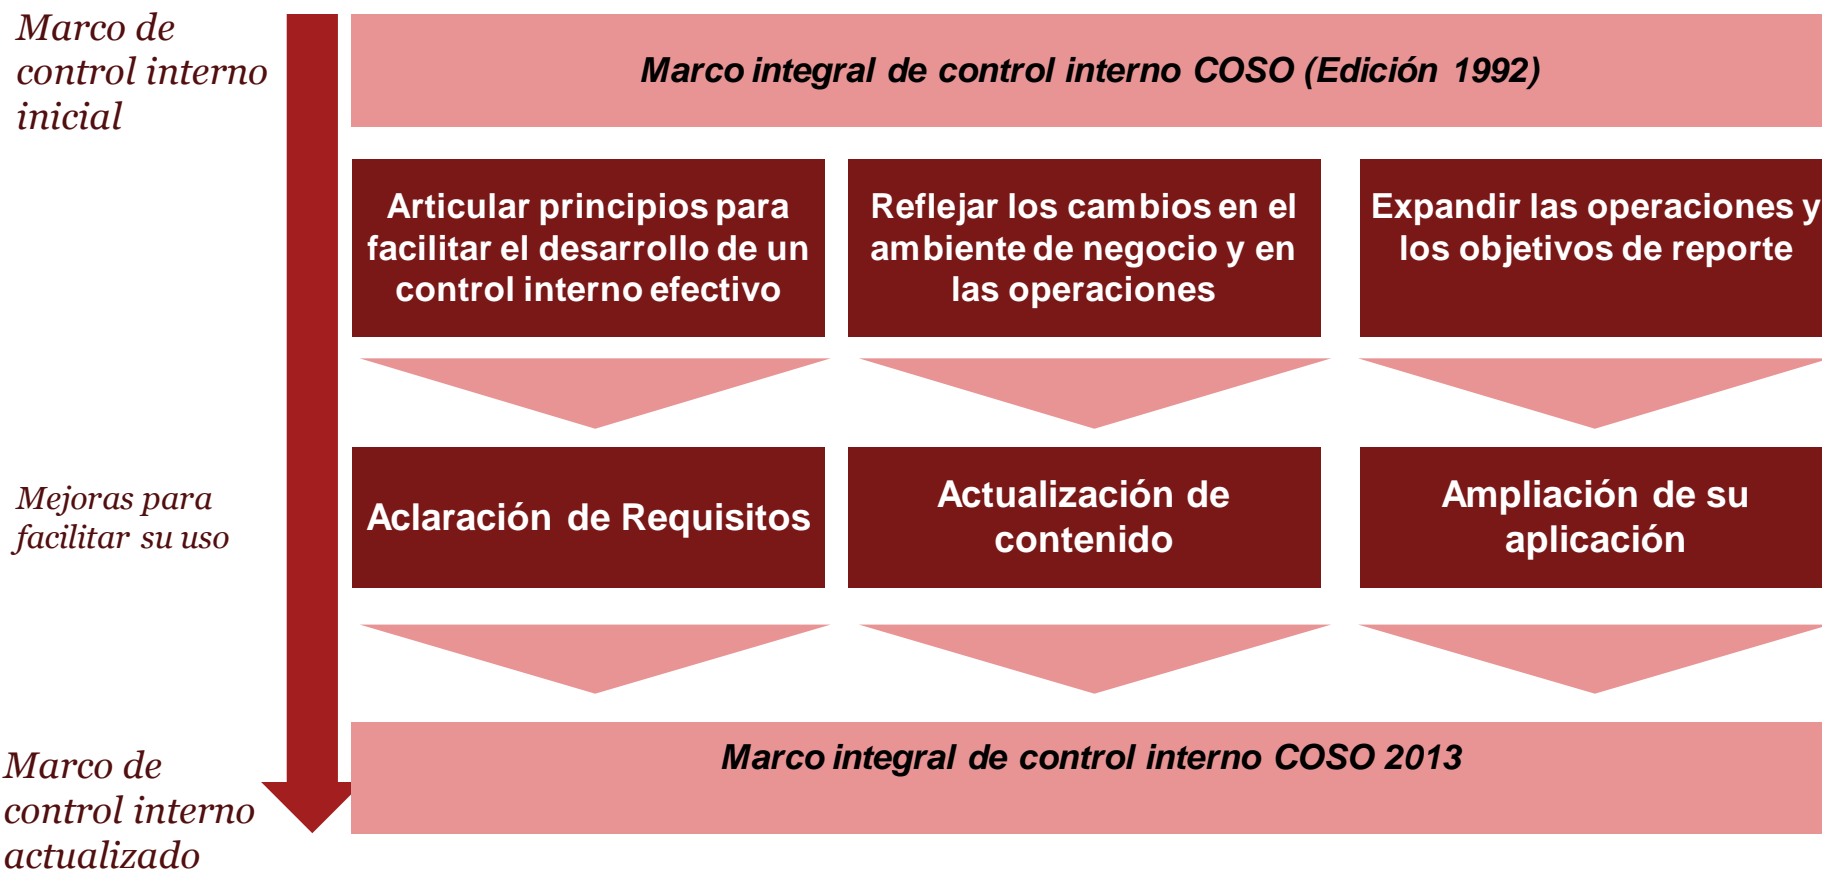 Marco de
control interno
inicial
Marco integral de control interno COSO (Edición 1992)
Articular principios para
facilitar el desarrollo de un
control interno efectivo
Reflejar los cambios en el
ambiente de negocio y en
las operaciones
Expandir las operaciones y
los objetivos de reporte
Mejoras para
facilitar su uso
Aclaración de Requisitos
Actualización de
contenido
Ampliación de su
aplicación
Marco de
control interno
actualizado
Marco integral de control interno COSO 2013